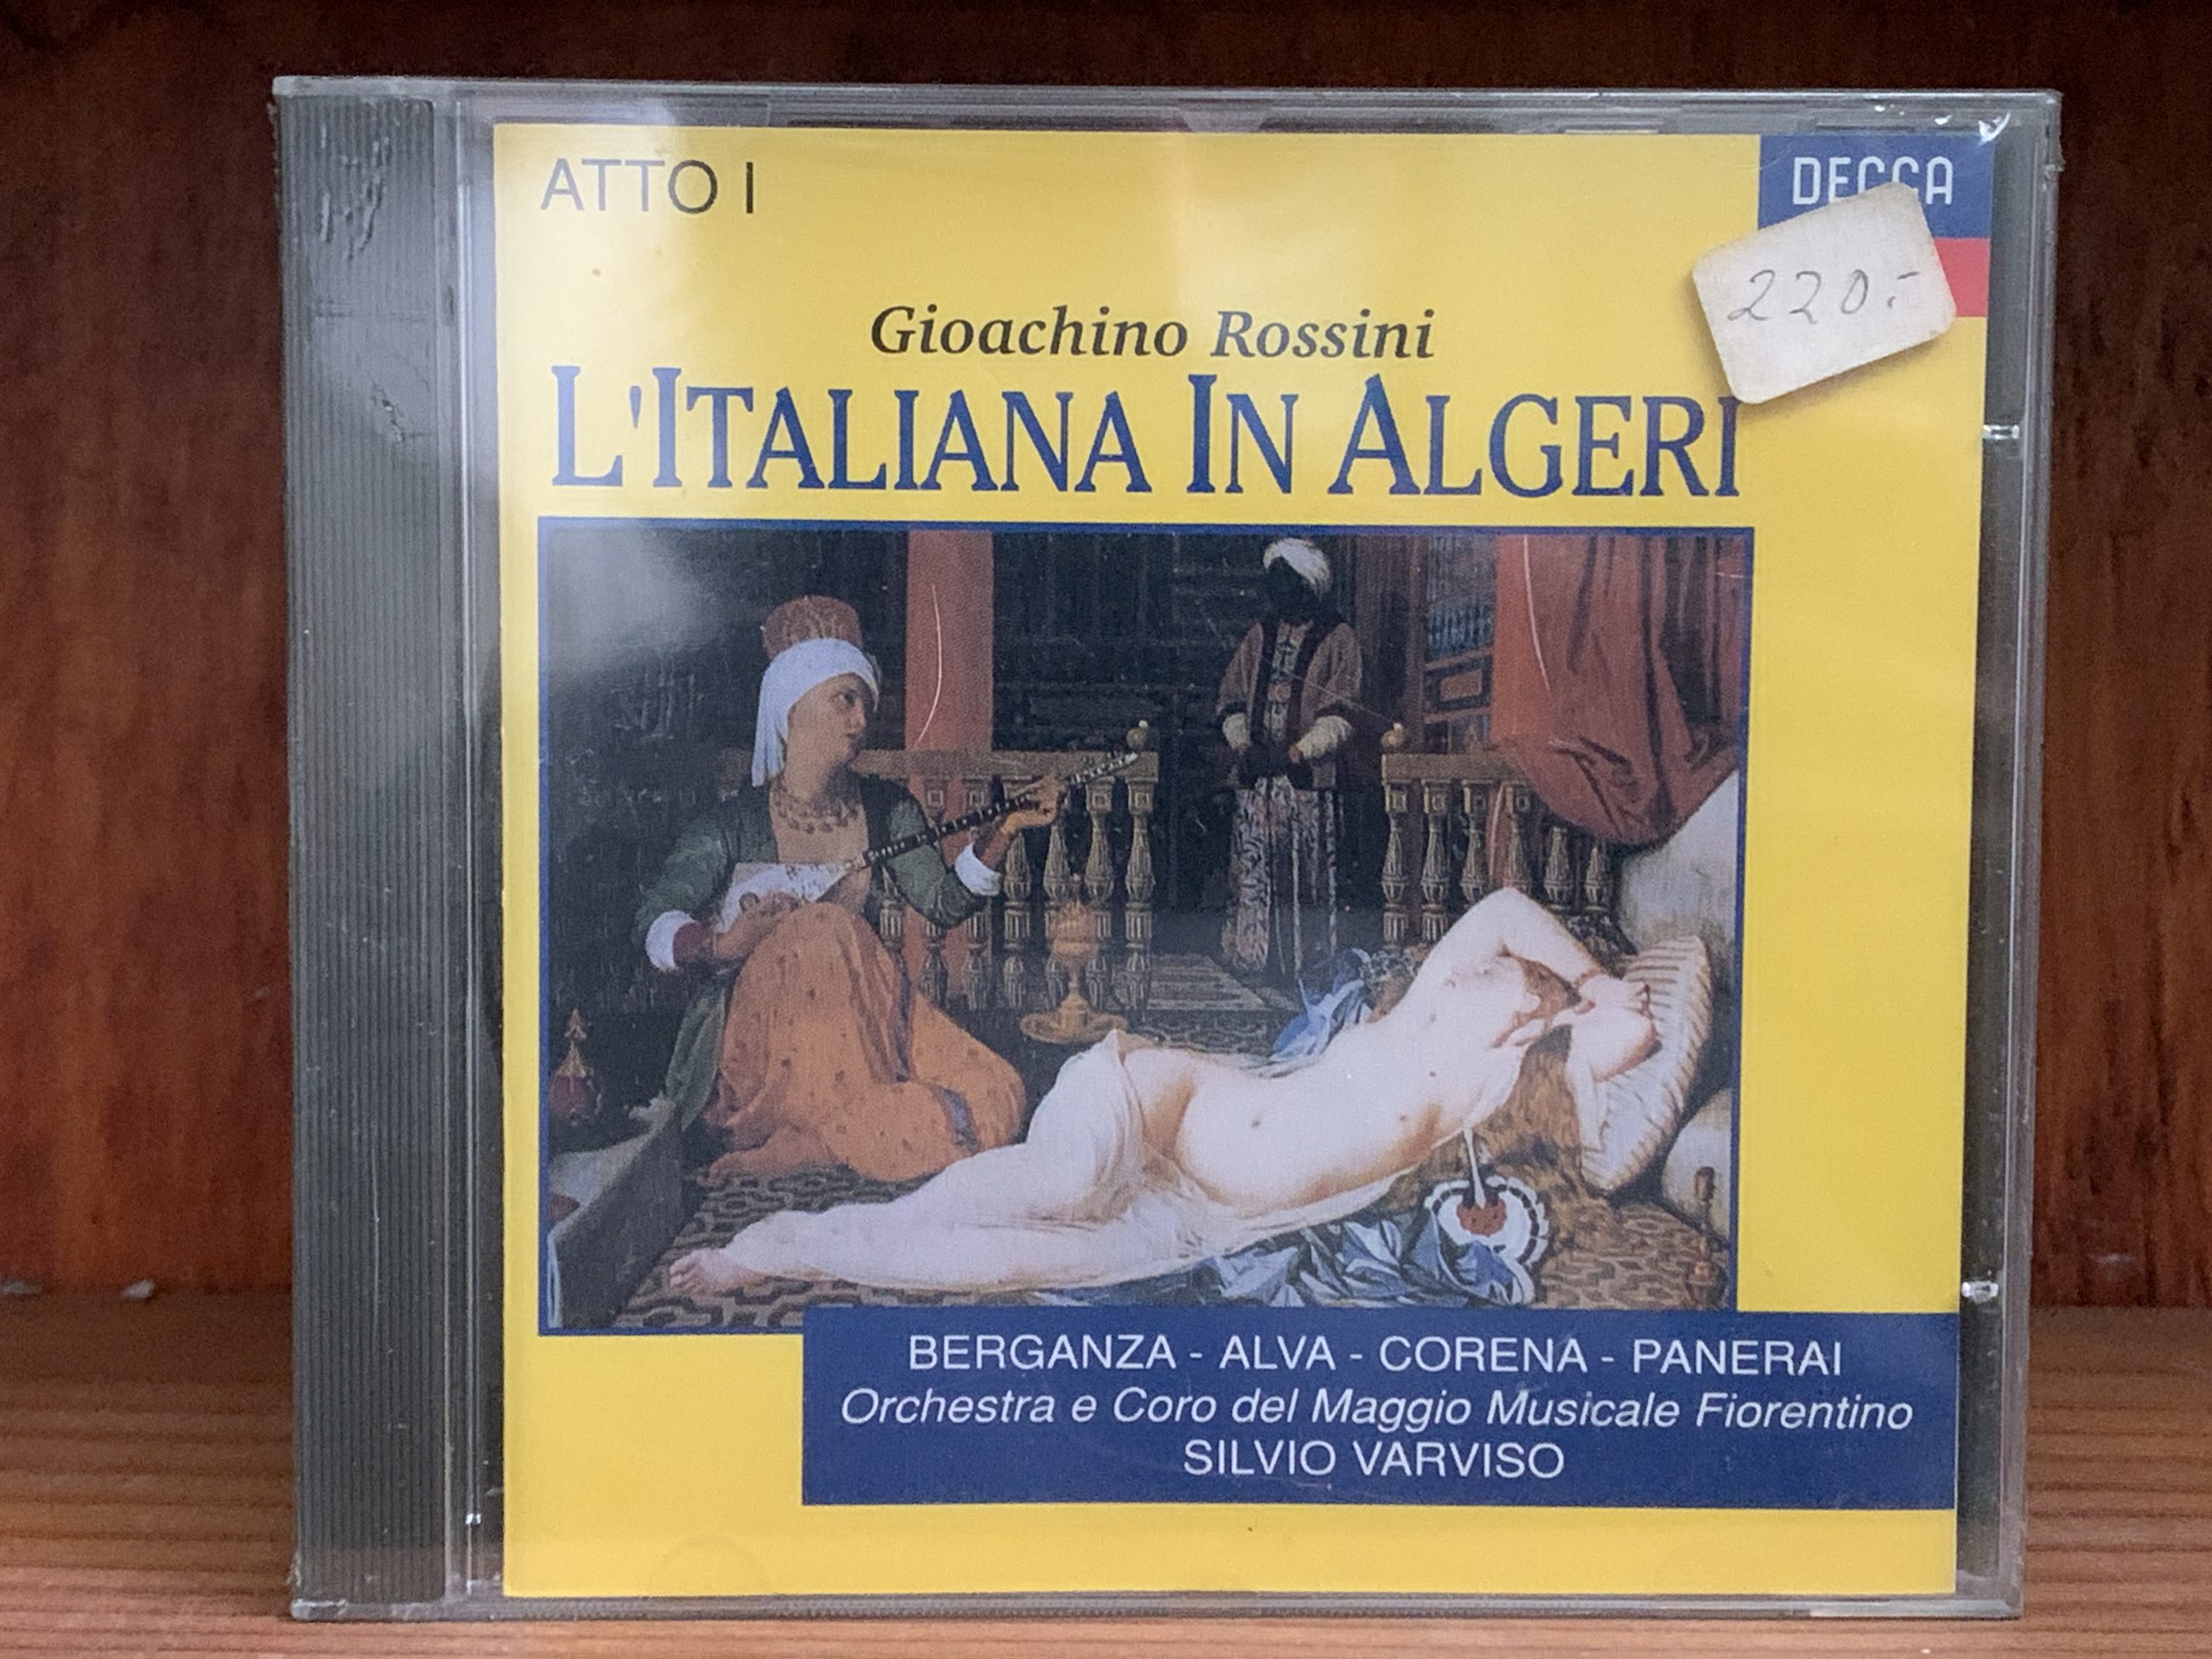 ATTO I
DECCA
220.-
Gioachino Rossini
L'ITALIANA IN ALGERI
BERGANZA - ALVA - CORENA - PANERAI
Orchestra e Coro del Maggio Musicale Fiorentino
SILVIO VARVISO